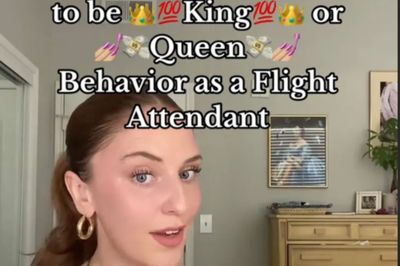 to be 👑💯King💯👑 or
💅💸Queen💸💅
Behavior as a Flight
Attendant